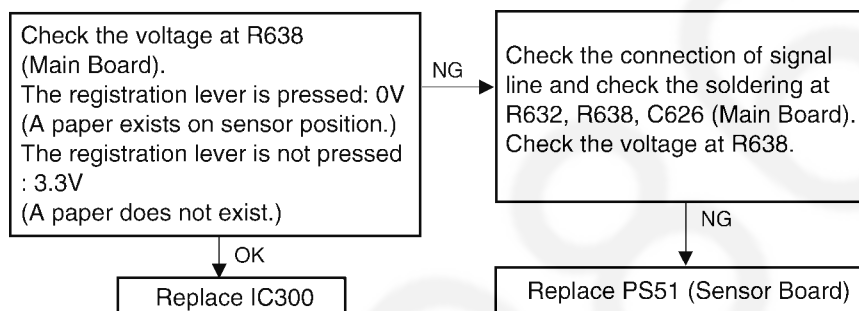 Check the voltage at R638
(Main Board).
The registration lever is pressed: 0V
(A paper exists on sensor position.)
The registration lever is not pressed
: 3.3V
(A paper does not exist.)
NG
Check the connection of signal
line and check the soldering at
R632, R638, C626 (Main Board).
Check the voltage at R638.
OK
NG
Replace IC300
Replace PS51 (Sensor Board)